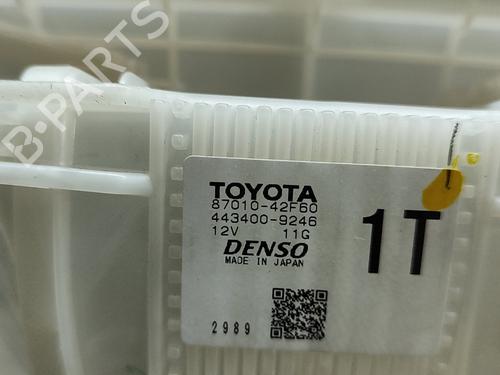 B-PARTS
TOYOTA
87010-42F60
443400-9246
12V 11G
1T
DENSO
MADE IN JAPAN
2989